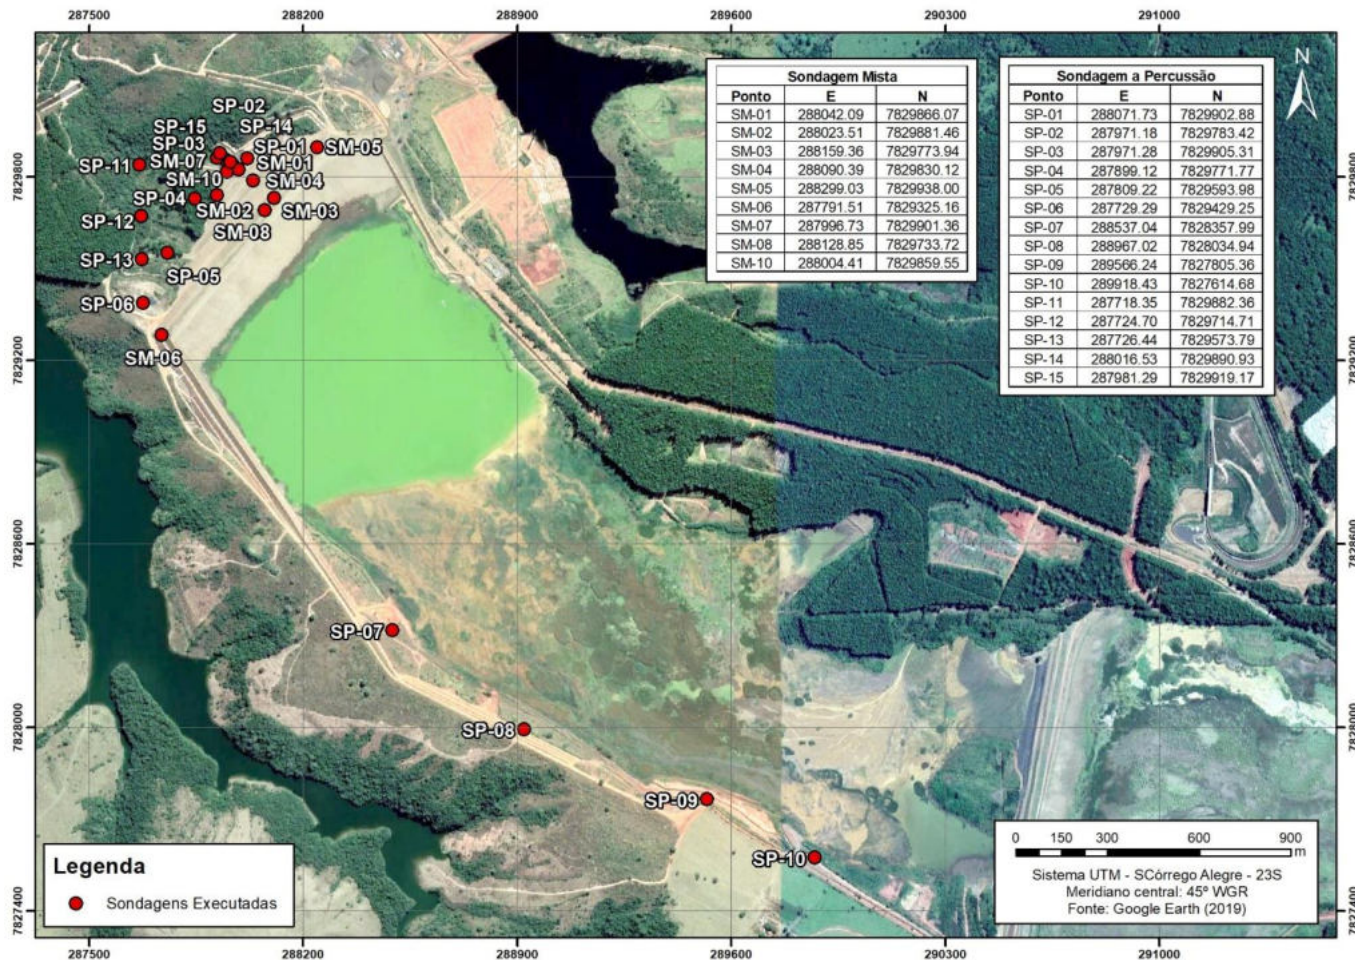 287500 288200 288900 289600 290300 291000
N
Sondagem Mista
Ponto E N
SM-01 288042.09 7829866.07
SM-02 288023.51 7829881.46
SM-03 288159.36 7829773.94
SM-04 288090.39 7829830.12
SM-05 288299.03 7829938.00
SM-06 287791.51 7829325.16
SM-07 287996.73 7829901.36
SM-08 288128.85 7829733.72
SM-10 288004.41 7829859.55
Sondagem a Percussão
Ponto E N
SP-01 288071.73 7829902.88
SP-02 287971.18 7829783.42
SP-03 287971.28 7829905.31
SP-04 287899.12 7829771.77
SP-05 287809.22 7829593.98
SP-06 287729.29 7829429.25
SP-07 288537.04 7828357.99
SP-08 288967.02 7828034.94
SP-09 289566.24 7827805.36
SP-10 289918.43 7827614.68
SP-11 287718.35 7829882.36
SP-12 287724.70 7829714.71
SP-13 287726.44 7829573.79
SP-14 288016.53 7829890.93
SP-15 287981.29 7829919.17
SP-02
SP-15 SP-14
SP-03 SP-01 SM-05
SP-11 SM-07 SM-01
SM-10 SM-04
SP-04 SM-02 SM-03
SP-12
SM-08
SP-13
SP-05
SP-06
SM-06
SP-07
SP-08
SP-09
SP-10
7829800 7829800
7829200 7829200
7828600 7828600
7828000 7828000
7827400 7827400
Legenda
Sondagens Executadas
0 150 300 600 900
m
Sistema UTM - SCórrego Alegre - 23S
Meridiano central: 45º WGR
Fonte: Google Earth (2019)
287500 288200 288900 289600 290300 291000